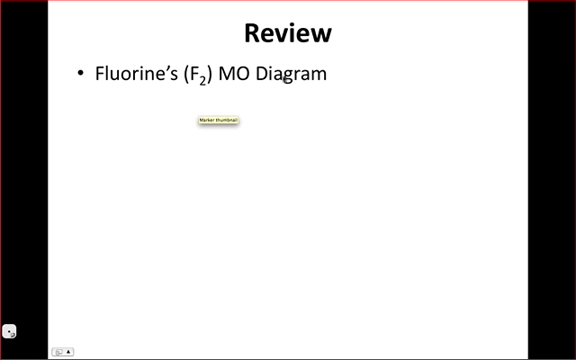 Review
• Fluorine's (F₂) MO Diagram
Marker thumbnail